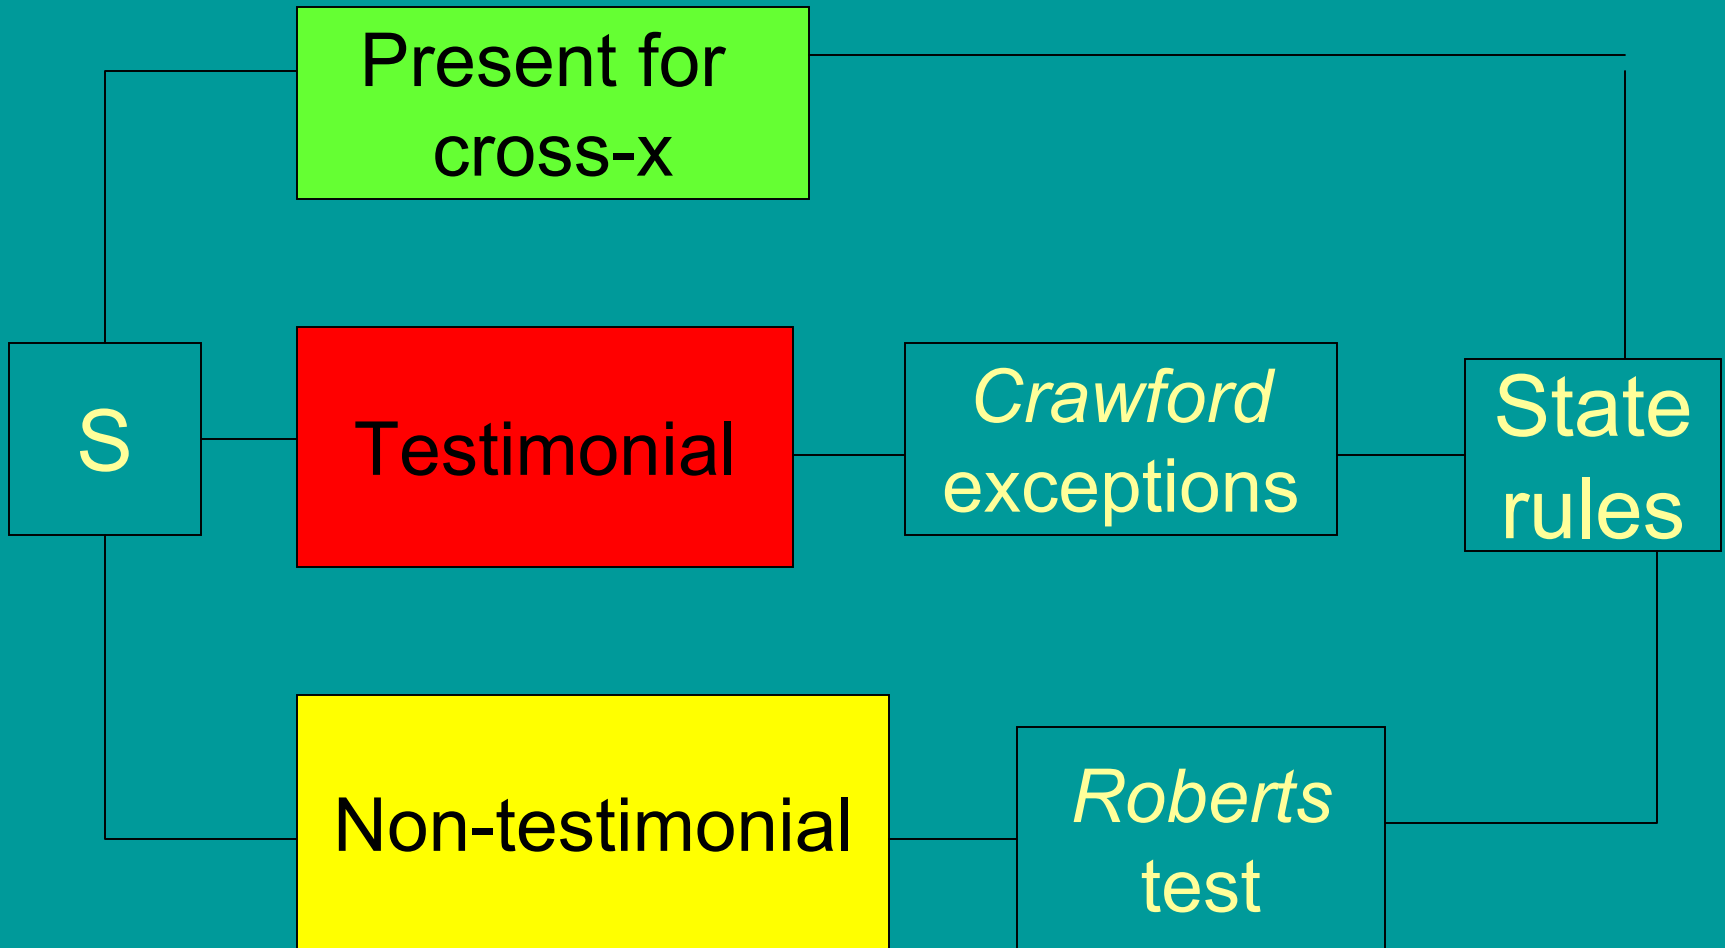 Present for
cross-x
S
Testimonial
Crawford
exceptions
State
rules
Non-testimonial
Roberts
test